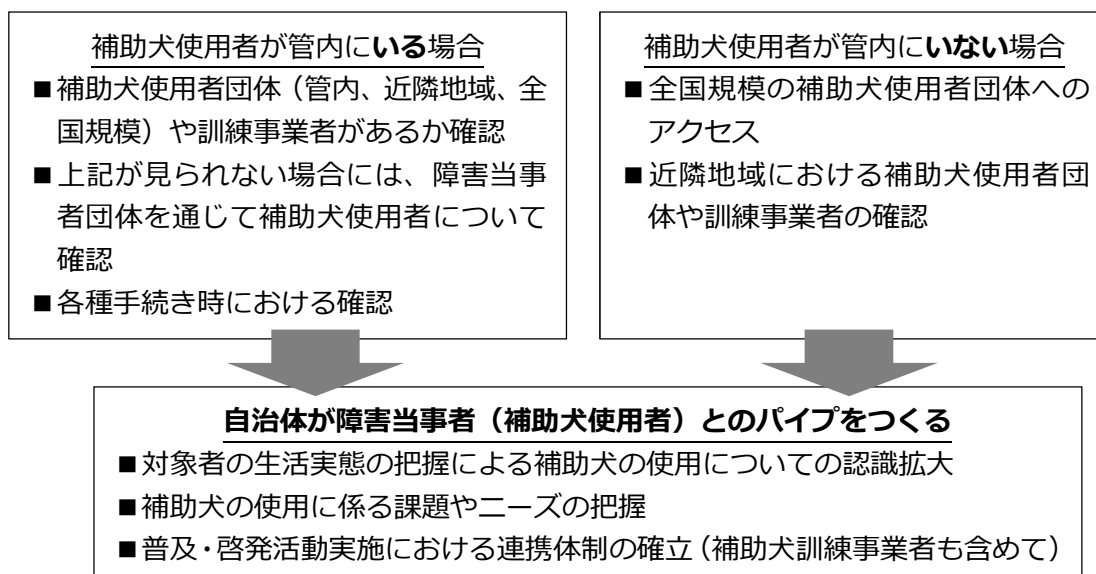 補助犬使用者が管内にいる場合
■補助犬使用者団体（管内、近隣地域、全
国規模）や訓練事業者があるか確認
■上記が見られない場合には、障害当事
者団体を通じて補助犬使用者について
確認
■各種手続き時における確認
補助犬使用者が管内にいない場合
■全国規模の補助犬使用者団体への
アクセス
■近隣地域における補助犬使用者団
体や訓練事業者の確認
自治体が障害当事者（補助犬使用者）とのパイプをつくる
■対象者の生活実態の把握による補助犬の使用についての認識拡大
■補助犬の使用に係る課題やニーズの把握
■普及・啓発活動実施における連携体制の確立（補助犬訓練事業者も含めて）